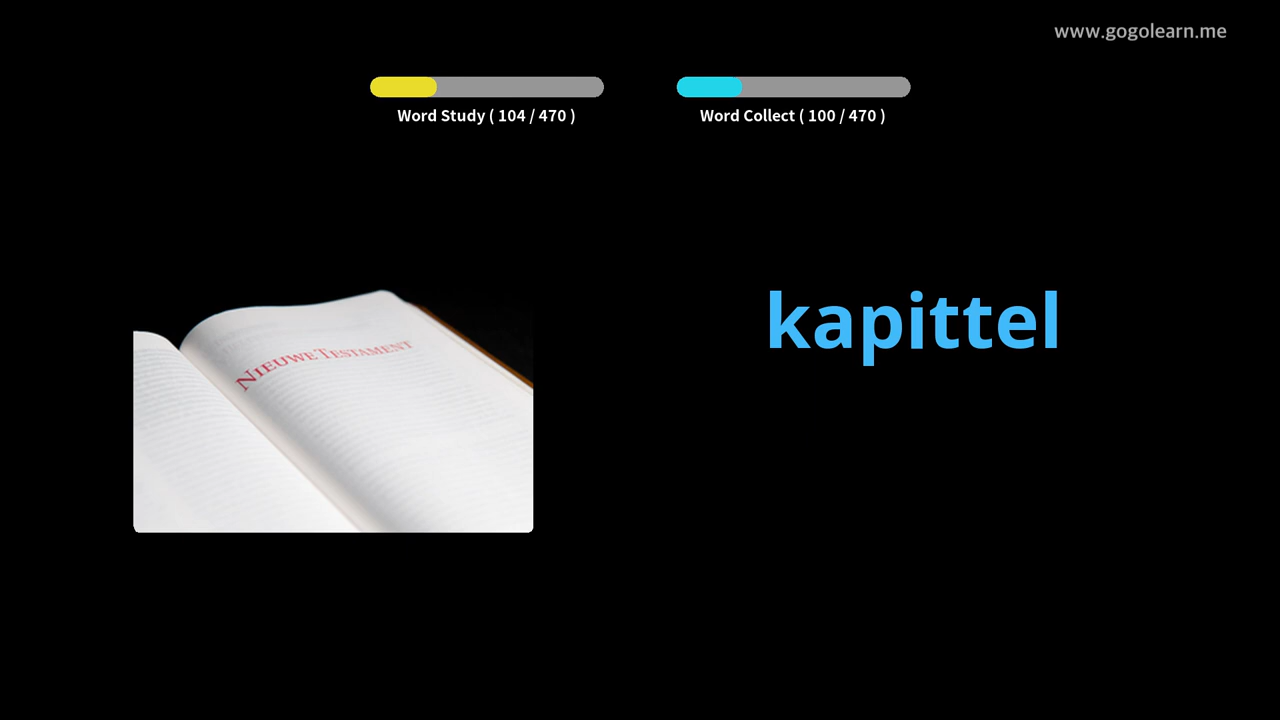 www.gogolearn.me
Word Study ( 104 / 470 )
Word Collect ( 100 / 470 )
kapittel
NIEUWE TESTAMENT